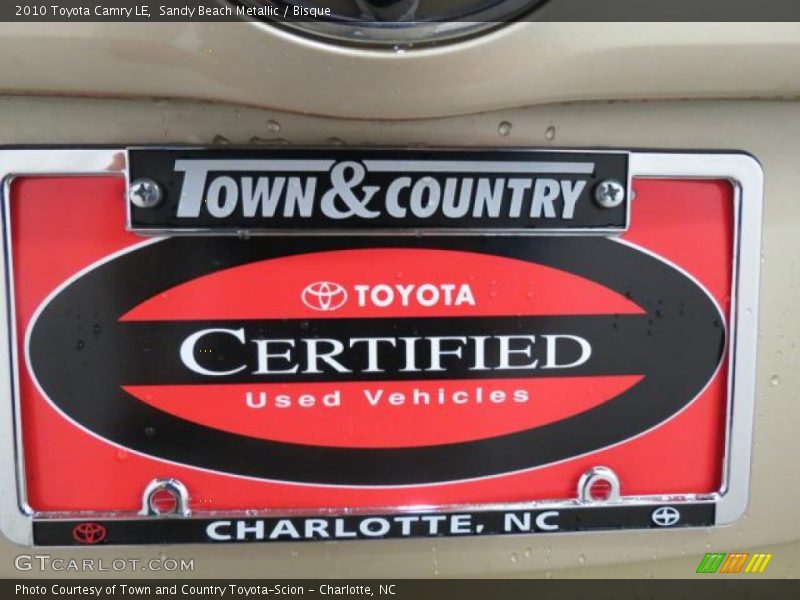 2010 Toyota Camry LE, Sandy Beach Metallic / Bisque
TOWN & COUNTRY
TOYOTA
CERTIFIED
Used Vehicles
CHARLOTTE, NC
GTCARLOT.COM
Photo Courtesy of Town and Country Toyota-Scion - Charlotte, NC